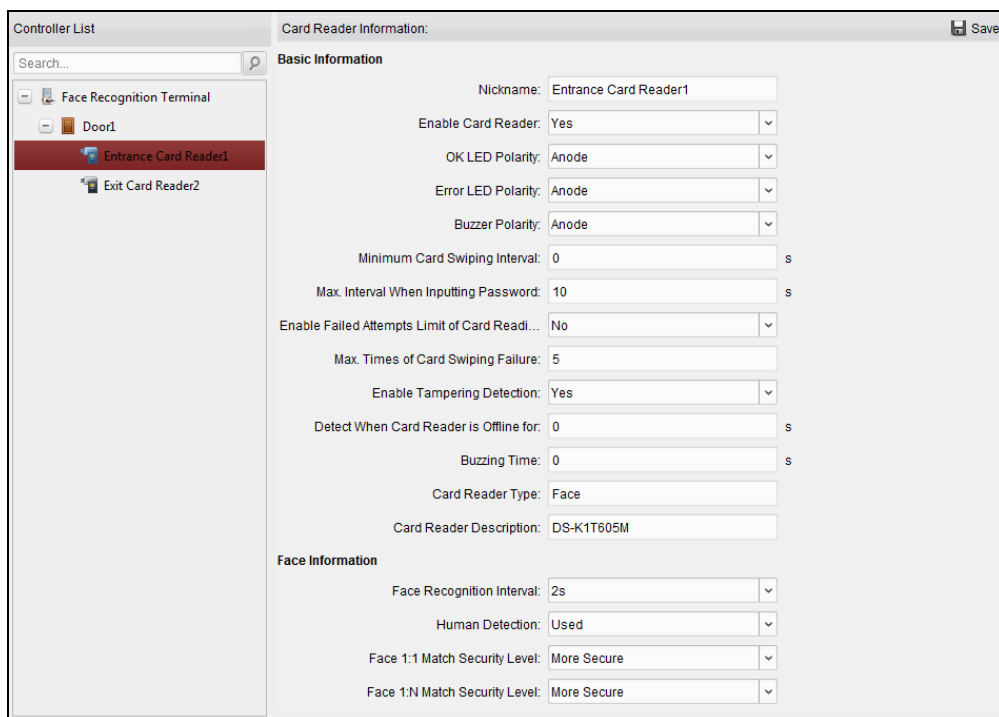 Controller List
Search...
Face Recognition Terminal
Door1
Entrance Card Reader1
Exit Card Reader2
Card Reader Information:
Save
Basic Information
Nickname: Entrance Card Reader1
Enable Card Reader: Yes
OK LED Polarity: Anode
Error LED Polarity: Anode
Buzzer Polarity: Anode
Minimum Card Swiping Interval: 0 s
Max. Interval When Inputting Password: 10 s
Enable Failed Attempts Limit of Card Readi... No
Max. Times of Card Swiping Failure: 5
Enable Tampering Detection: Yes
Detect When Card Reader is Offline for: 0 s
Buzzing Time: 0 s
Card Reader Type: Face
Card Reader Description: DS-K1T605M
Face Information
Face Recognition Interval: 2s
Human Detection: Used
Face 1:1 Match Security Level: More Secure
Face 1:N Match Security Level: More Secure